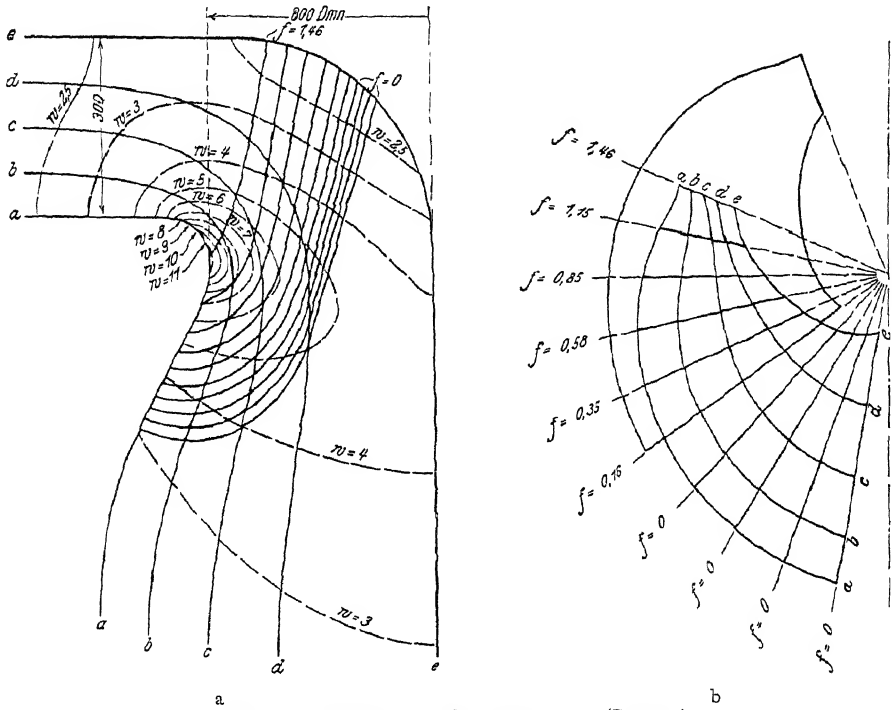 800 Dmn
f=1,46
f=0
e
d
c
b
a
w=2,5
300
w=3
w=4
w=5
w=6
w=7
w=8
w=9
w=10
w=11
w=2,5
w=4
w=3
a
b
c
d
e
a
f = 1,46
f = 1,15
f = 0,85
f = 0,58
f = 0,35
f = 0,16
f = 0
f = 0
f = 0
f = 0
a b c d e
e
d
c
b
a
b